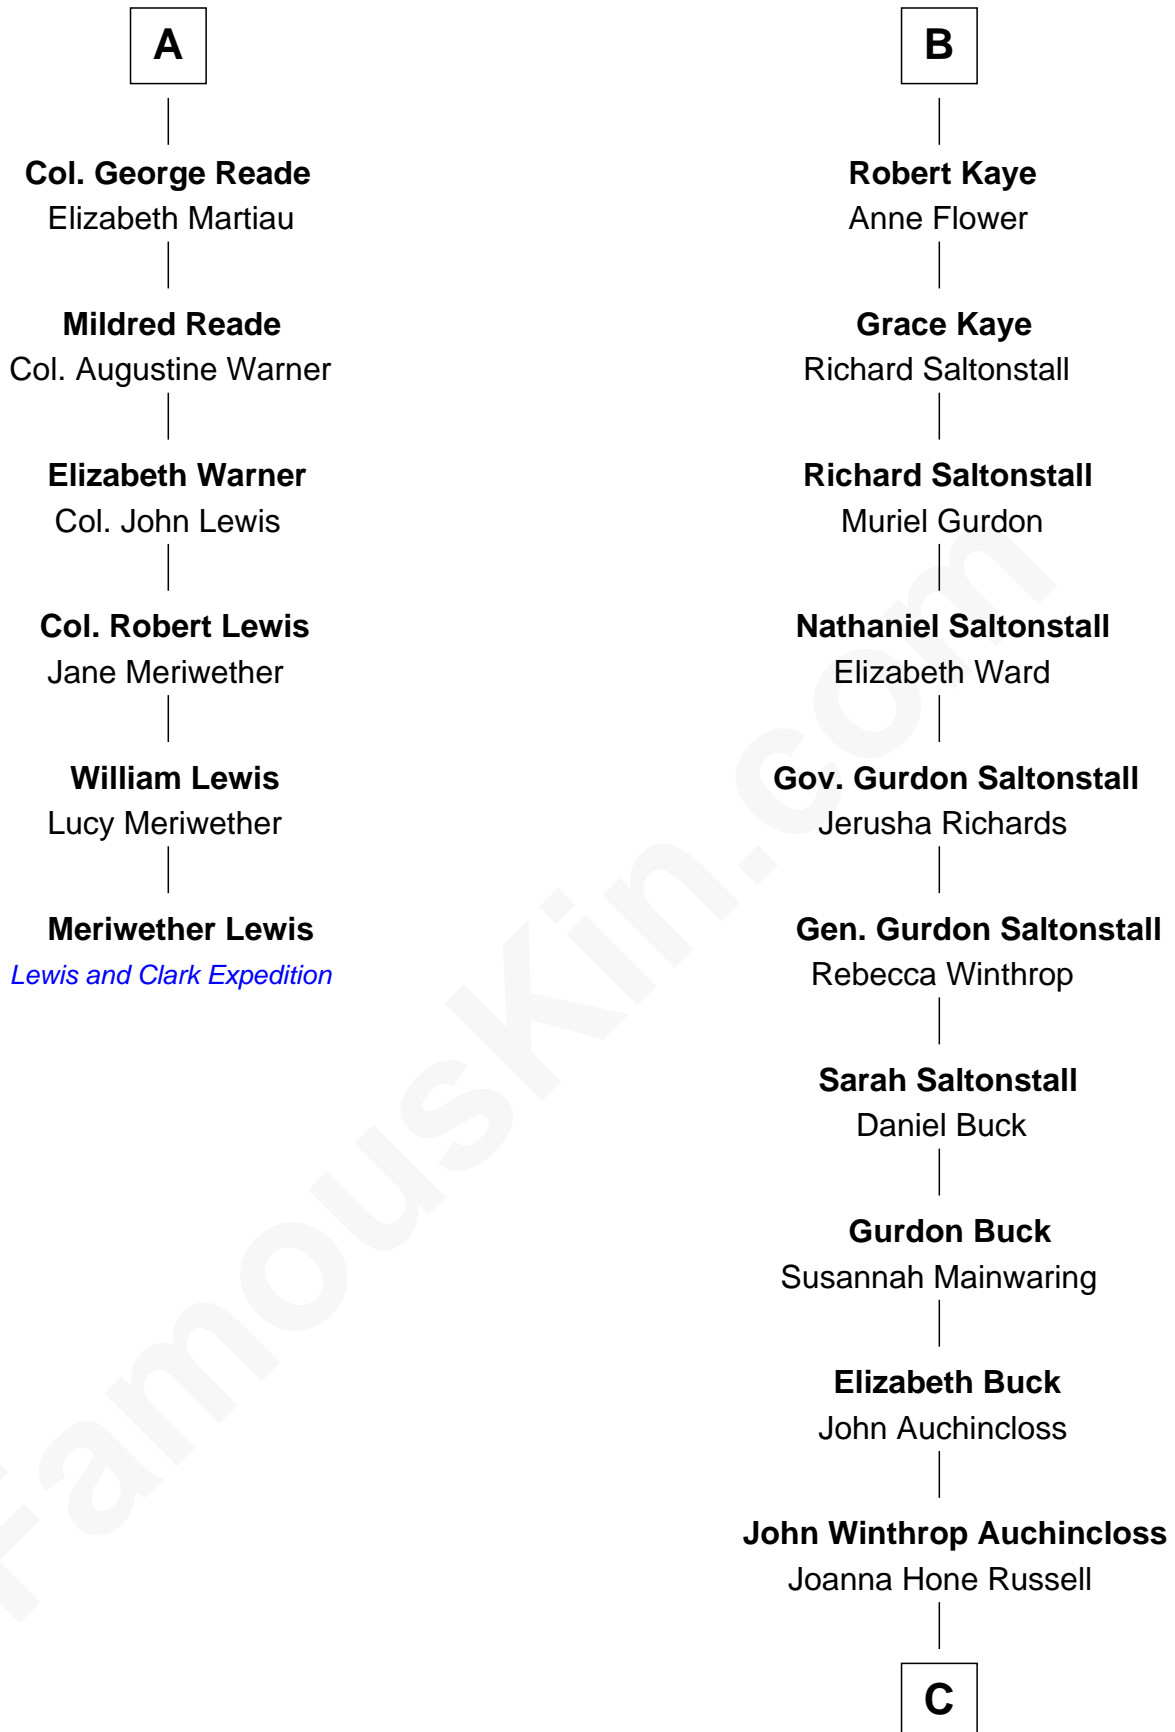 A
Col. George Reade
Elizabeth Martiau
Mildred Reade
Col. Augustine Warner
Elizabeth Warner
Col. John Lewis
Col. Robert Lewis
Jane Meriwether
William Lewis
Lucy Meriwether
Meriwether Lewis
Lewis and Clark Expedition
B
Robert Kaye
Anne Flower
Grace Kaye
Richard Saltonstall
Richard Saltonstall
Muriel Gurdon
Nathaniel Saltonstall
Elizabeth Ward
Gov. Gurdon Saltonstall
Jerusha Richards
Gen. Gurdon Saltonstall
Rebecca Winthrop
Sarah Saltonstall
Daniel Buck
Gurdon Buck
Susannah Mainwaring
Elizabeth Buck
John Auchincloss
John Winthrop Auchincloss
Joanna Hone Russell
C
FamousKin.com